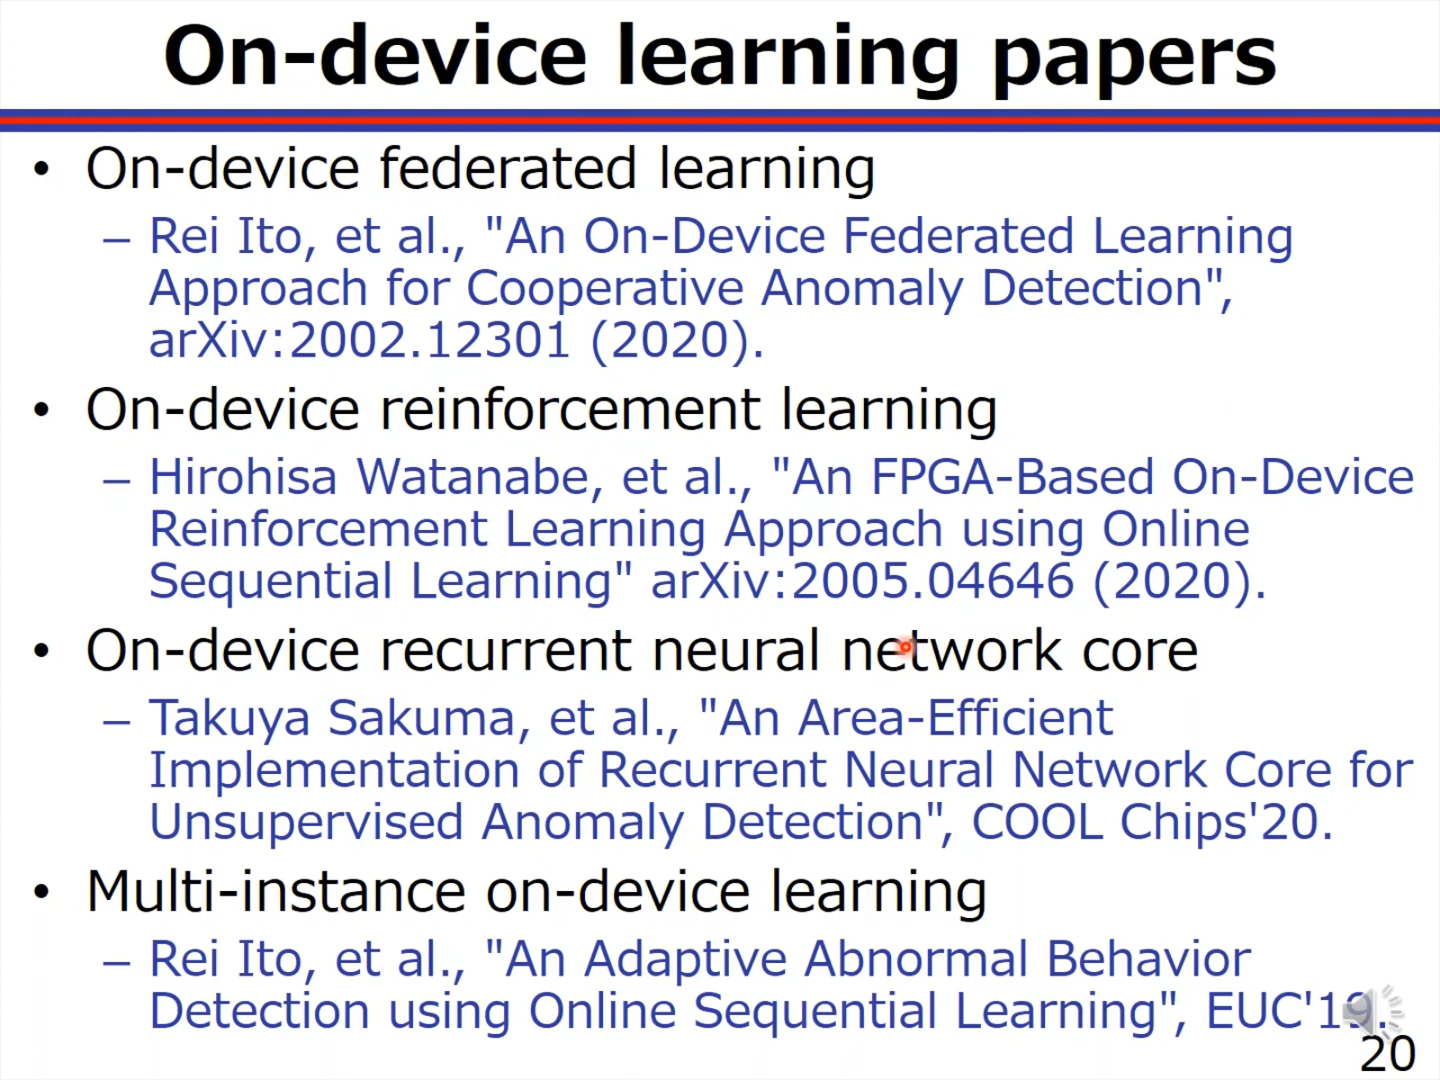 On-device learning papers
• On-device federated learning
– Rei Ito, et al., "An On-Device Federated Learning
Approach for Cooperative Anomaly Detection",
arXiv:2002.12301 (2020).
• On-device reinforcement learning
– Hirohisa Watanabe, et al., "An FPGA-Based On-Device
Reinforcement Learning Approach using Online
Sequential Learning" arXiv:2005.04646 (2020).
• On-device recurrent neural network core
– Takuya Sakuma, et al., "An Area-Efficient
Implementation of Recurrent Neural Network Core for
Unsupervised Anomaly Detection", COOL Chips'20.
• Multi-instance on-device learning
– Rei Ito, et al., "An Adaptive Abnormal Behavior
Detection using Online Sequential Learning", EUC'19.
20